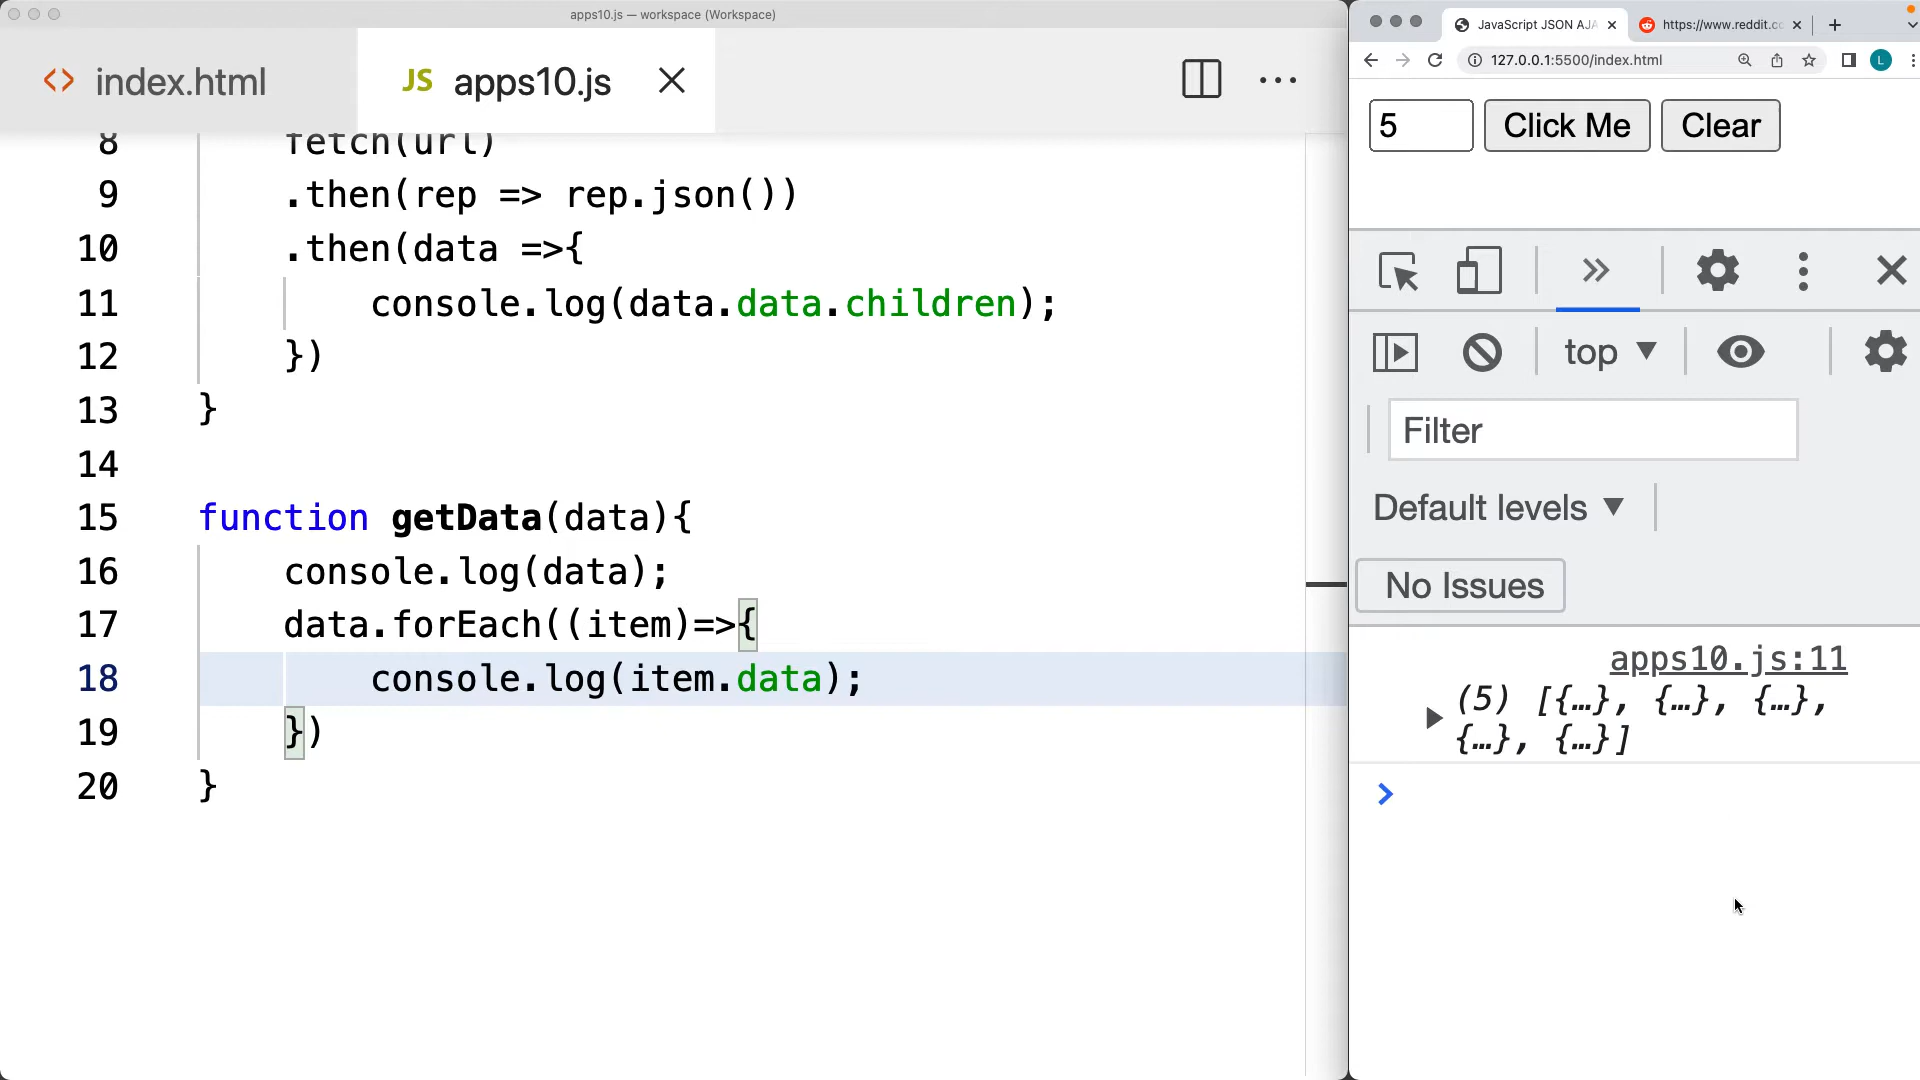 apps10.js — workspace (Workspace)
<> index.html
JS apps10.js
8 fetch(url)
9 .then(rep => rep.json())
10 .then(data =>{
11 console.log(data.data.children);
12 })
13 }
14
15 function getData(data){
16 console.log(data);
17 data.forEach((item)=>{
18 console.log(item.data);
19 })
20 }
JavaScript JSON AJA
https://www.reddit.co
127.0.0.1:5500/index.html
L
5 Click Me Clear
top
Filter
Default levels
No Issues
apps10.js:11
(5) [{…}, {…}, {…},
{…}, {…}]